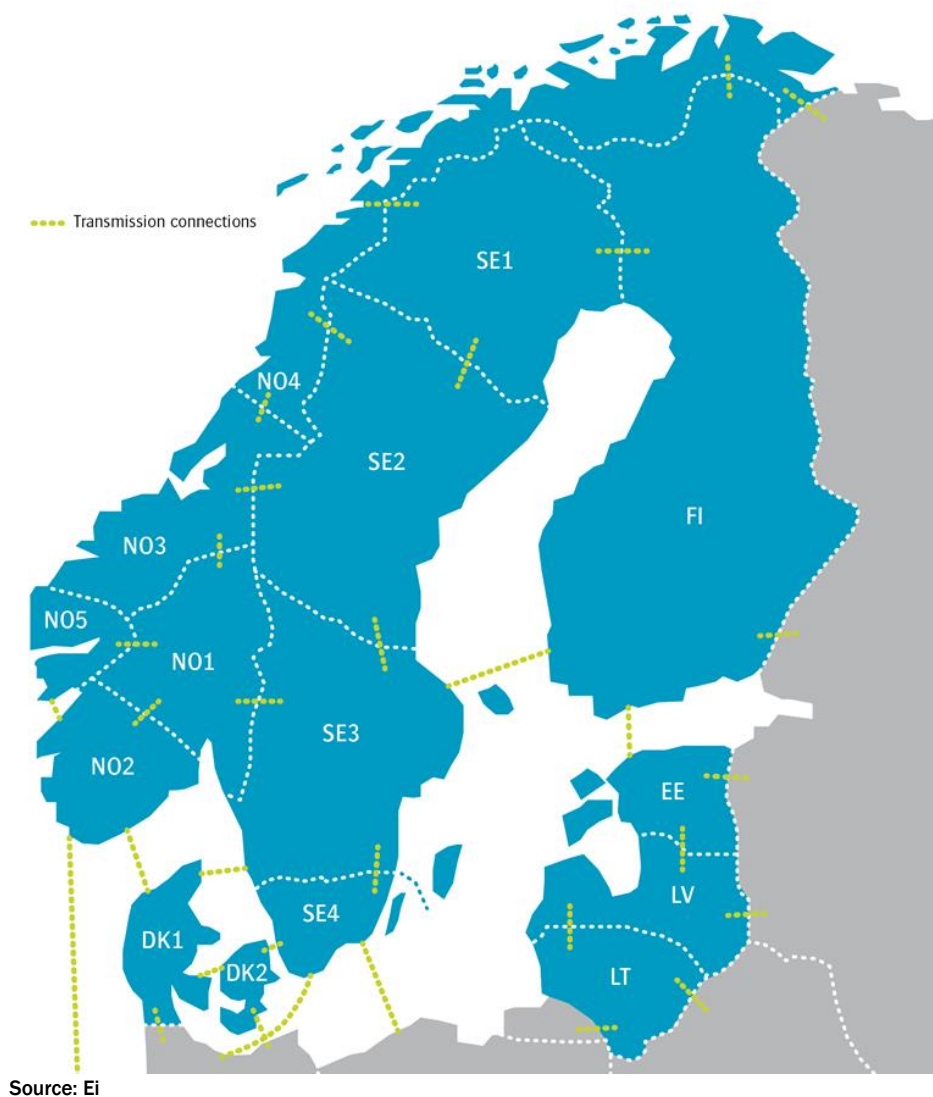 Transmission connections
SE1
NO4
SE2
FI
NO3
NO5
NO1
SE3
NO2
EE
SE4
LV
DK1
DK2
LT
Source: Ei